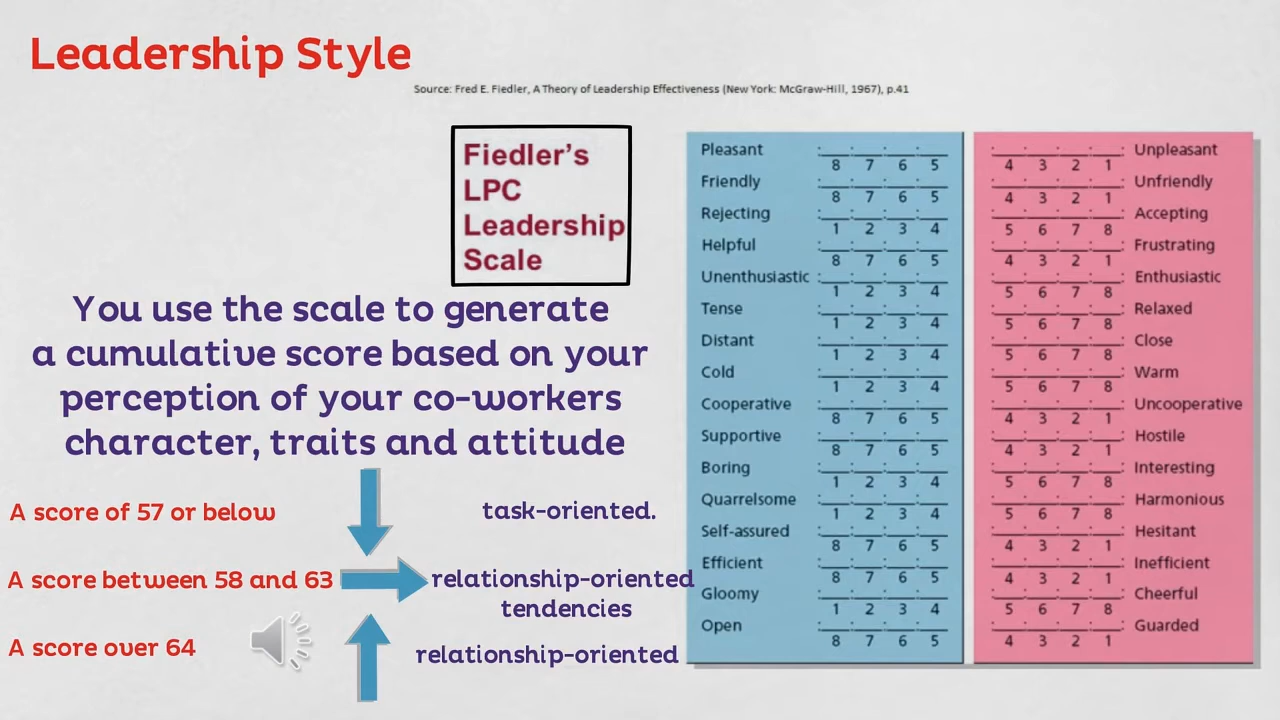 Leadership Style
Source: Fred E. Fiedler, A Theory of Leadership Effectiveness (New York: McGraw-Hill, 1967), p.41
Fiedler's
LPC
Leadership
Scale
You use the scale to generate
a cumulative score based on your
perception of your co-workers
character, traits and attitude
A score of 57 or below task-oriented.
A score between 58 and 63 relationship-oriented
tendencies
A score over 64 relationship-oriented
Pleasant 8 7 6 5 4 3 2 1 Unpleasant
Friendly 8 7 6 5 4 3 2 1 Unfriendly
Rejecting 1 2 3 4 5 6 7 8 Accepting
Helpful 8 7 6 5 4 3 2 1 Frustrating
Unenthusiastic 1 2 3 4 5 6 7 8 Enthusiastic
Tense 1 2 3 4 5 6 7 8 Relaxed
Distant 1 2 3 4 5 6 7 8 Close
Cold 1 2 3 4 5 6 7 8 Warm
Cooperative 8 7 6 5 4 3 2 1 Uncooperative
Supportive 8 7 6 5 4 3 2 1 Hostile
Boring 1 2 3 4 5 6 7 8 Interesting
Quarrelsome 1 2 3 4 5 6 7 8 Harmonious
Self-assured 8 7 6 5 4 3 2 1 Hesitant
Efficient 8 7 6 5 4 3 2 1 Inefficient
Gloomy 1 2 3 4 5 6 7 8 Cheerful
Open 8 7 6 5 4 3 2 1 Guarded